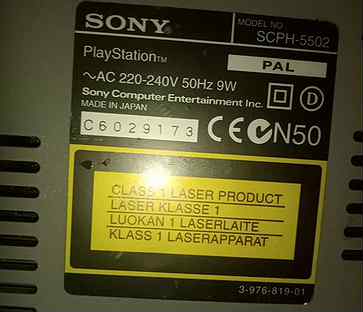 SONY
MODEL NO
SCPH-5502
PlayStation™
PAL
~AC 220-240V 50Hz 9W
Sony Computer Entertainment Inc.
MADE IN JAPAN
D
C6029173
CE N50
CLASS 1 LASER PRODUCT
LASER KLASSE 1
LUOKAN 1 LASERLAITE
KLASS 1 LASERAPPARAT
3-976-819-01